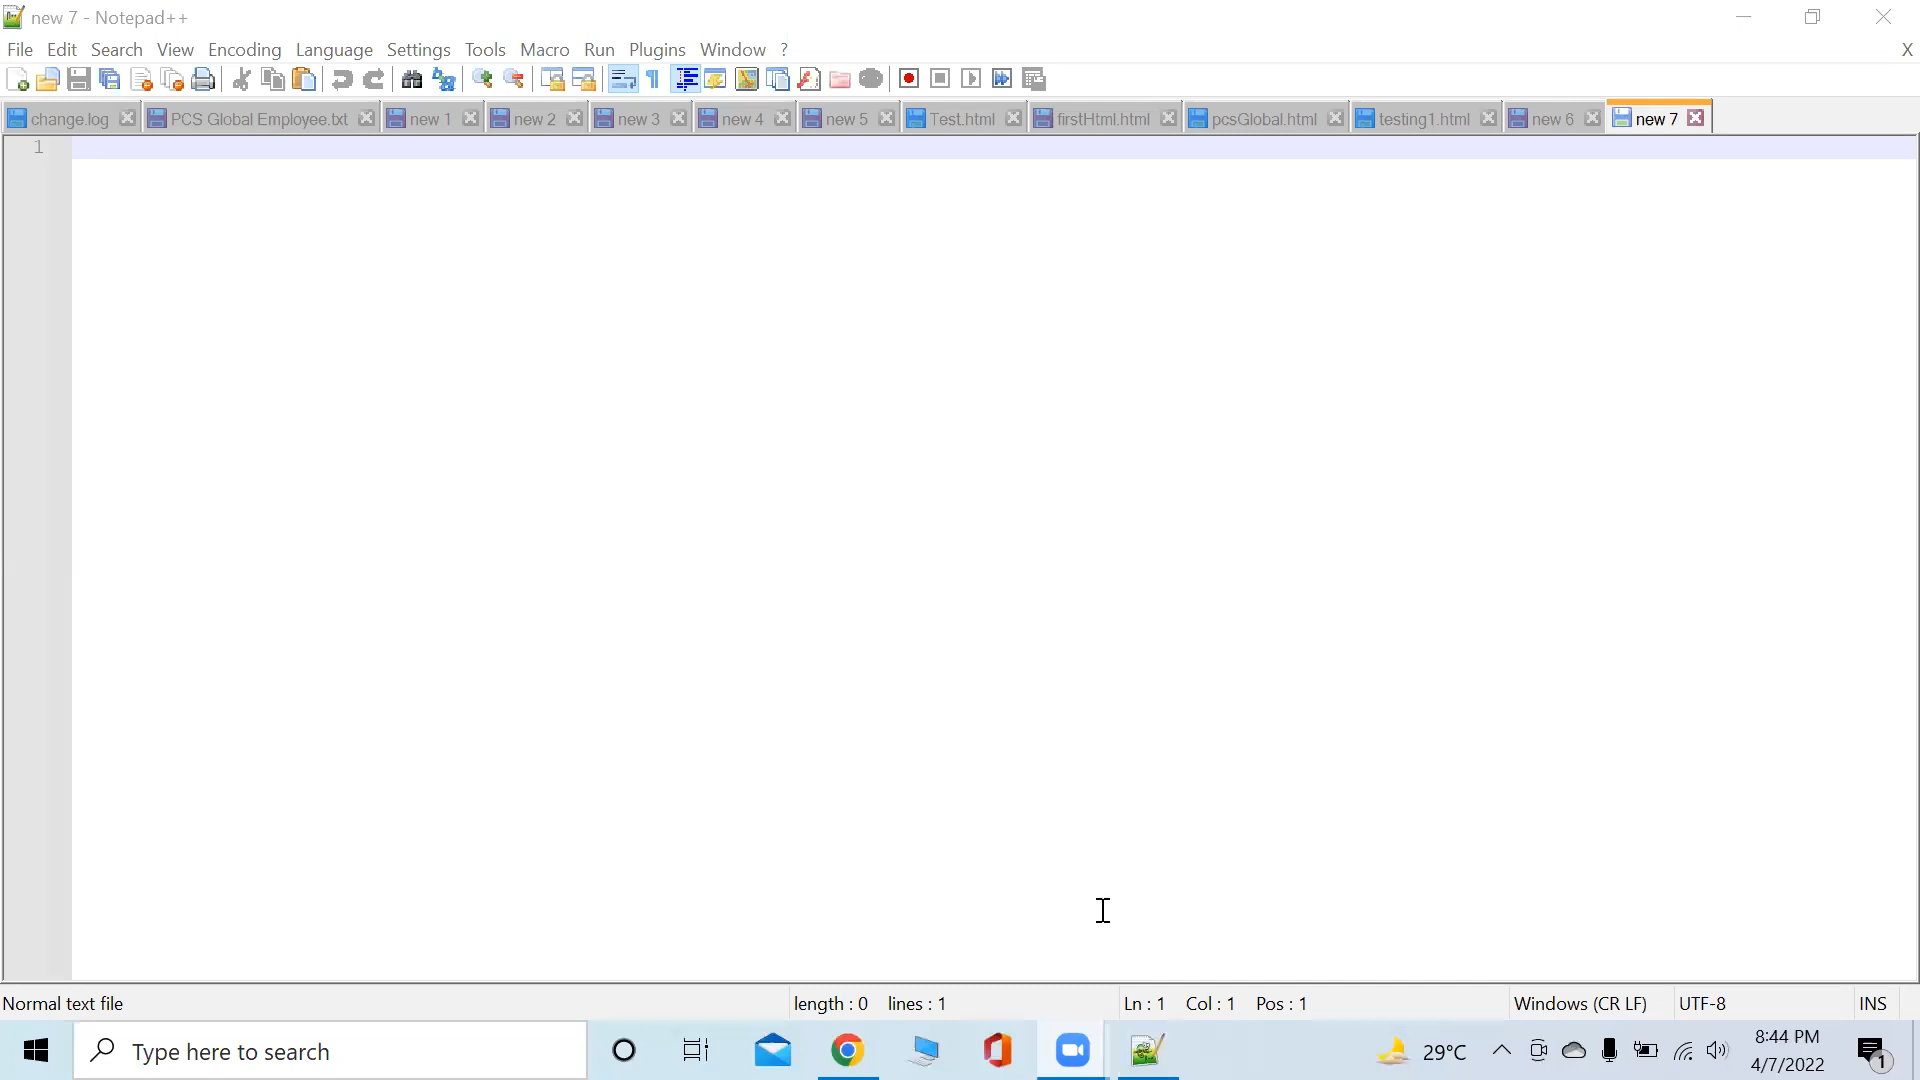 new 7 - Notepad++
File Edit Search View Encoding Language Settings Tools Macro Run Plugins Window ? X
change.log PCS Global Employee.txt new 1 new 2 new 3 new 4 new 5 Test.html firstHtml.html pcsGlobal.html testing1.html new 6 new 7
1
Normal text file length : 0 lines : 1 Ln : 1 Col : 1 Pos : 1 Windows (CR LF) UTF-8 INS
Type here to search 29°C 8:44 PM
4/7/2022 1